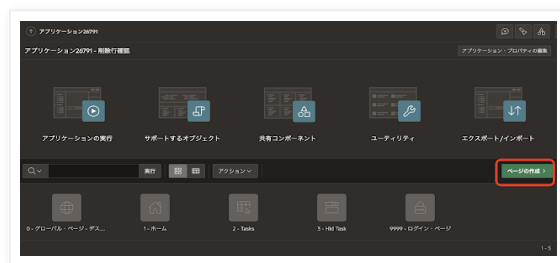 アプリケーション26791
アプリケーション26791 - 削除行確認
アプリケーション・プロパティの編集
アプリケーションの実行
サポートするオブジェクト
共有コンポーネント
ユーティリティ
エクスポート/インポート
実行
アクション
ページの作成 >
0 - グローバル・ページ - デス...
1 - ホーム
2 - Tasks
3 - Hld Task
9999 - ログイン・ページ
1 - 5